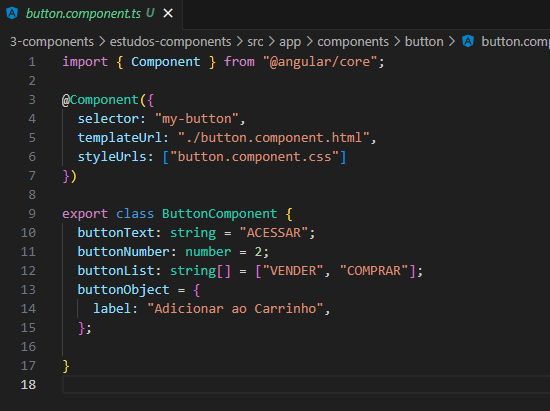 button.component.ts U ×
3-components > estudos-components > src > app > components > button > button.comp
1 import { Component } from "@angular/core";
2
3 @Component({
4 selector: "my-button",
5 templateUrl: "./button.component.html",
6 styleUrls: ["button.component.css"]
7 })
8
9 export class ButtonComponent {
10 buttonText: string = "ACESSAR";
11 buttonNumber: number = 2;
12 buttonList: string[] = ["VENDER", "COMPRAR"];
13 buttonObject = {
14 label: "Adicionar ao Carrinho",
15 };
16
17 }
18